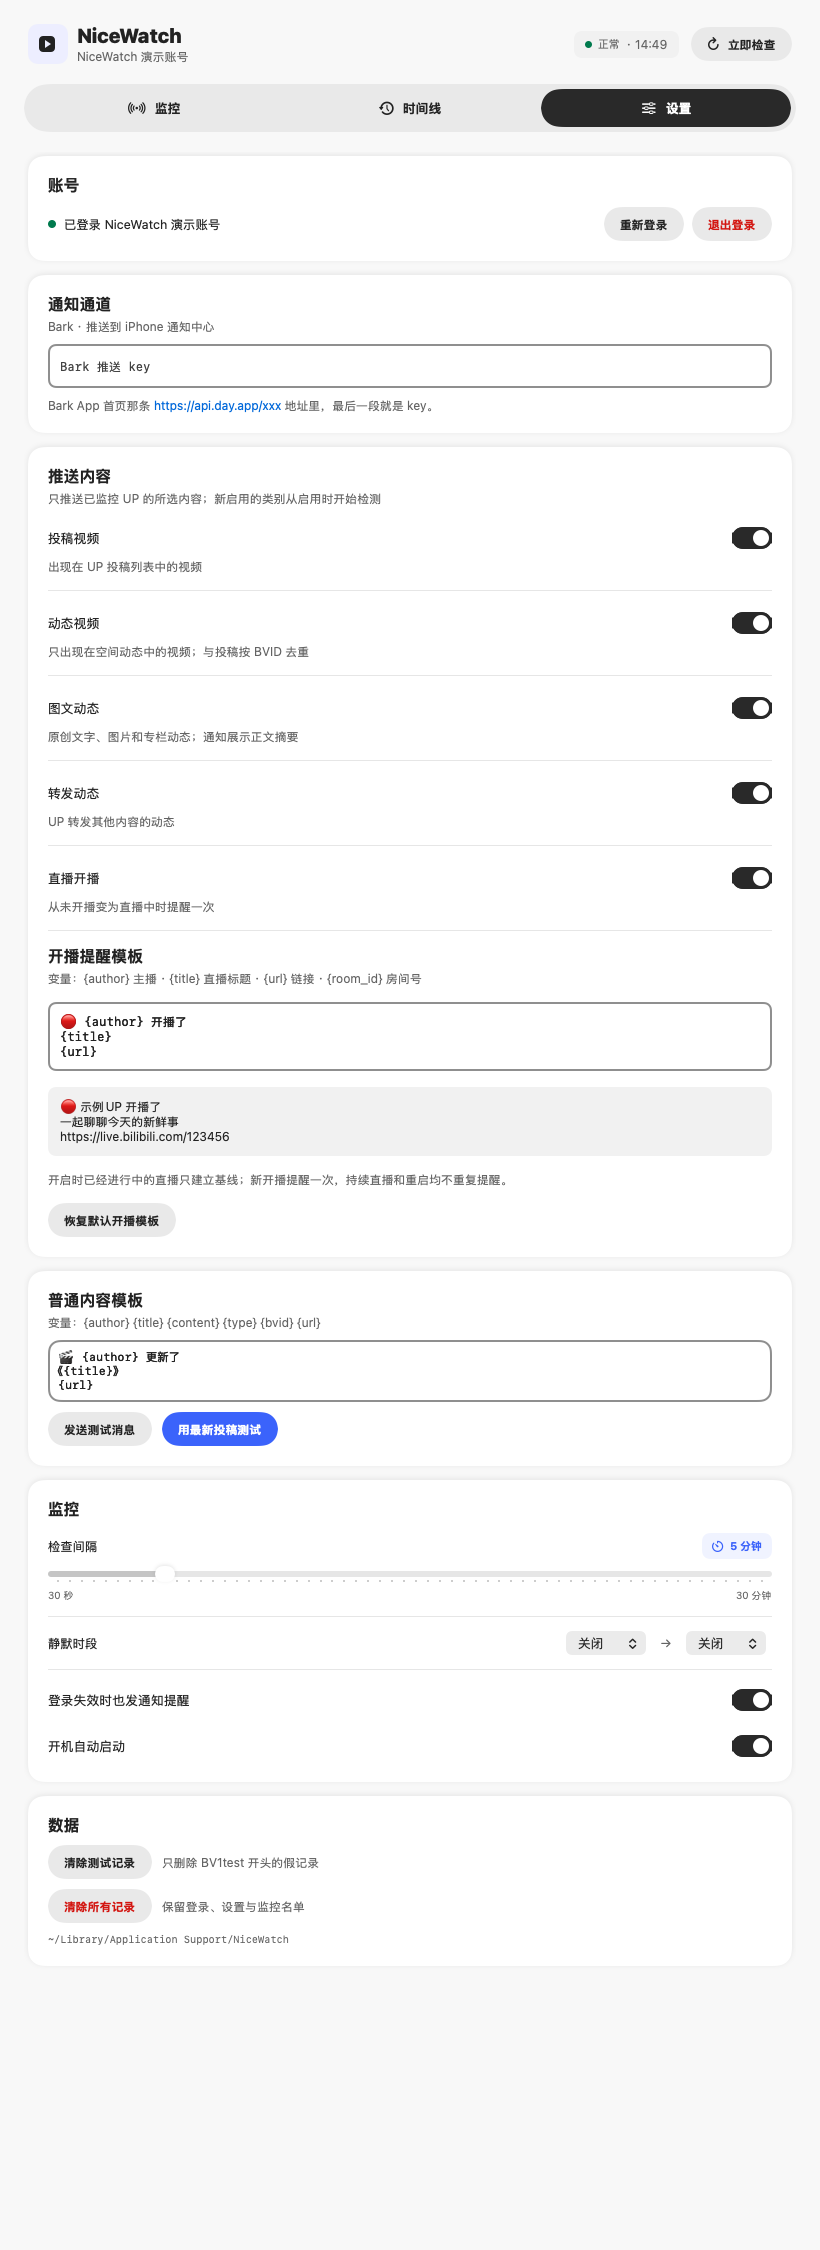 NiceWatch
NiceWatch 演示账号
正常 · 14:49
立即检查
监控
时间线
设置
账号
已登录 NiceWatch 演示账号
重新登录
退出登录
通知通道
Bark · 推送到 iPhone 通知中心
Bark 推送 key
Bark App 首页那条 https://api.day.app/xxx 地址里，最后一段就是 key。
推送内容
只推送已监控 UP 的所选内容；新启用的类别从启用时开始检测
投稿视频
出现在 UP 投稿列表中的视频
动态视频
只出现在空间动态中的视频；与投稿按 BVID 去重
图文动态
原创文字、图片和专栏动态；通知展示正文摘要
转发动态
UP 转发其他内容的动态
直播开播
从未开播变为直播中时提醒一次
开播提醒模板
变量：{author} 主播 · {title} 直播标题 · {url} 链接 · {room_id} 房间号
🔴 {author} 开播了
{title}
{url}
🔴 示例 UP 开播了
一起聊聊今天的新鲜事
https://live.bilibili.com/123456
开启时已经进行中的直播只建立基线；新开播提醒一次，持续直播和重启均不重复提醒。
恢复默认开播模板
普通内容模板
变量：{author} {title} {content} {type} {bvid} {url}
🎬 {author} 更新了
《{title}》
{url}
发送测试消息
用最新投稿测试
监控
检查间隔
5 分钟
30 秒
30 分钟
静默时段
关闭
→
关闭
登录失效时也发通知提醒
开机自动启动
数据
清除测试记录
只删除 BV1test 开头的假记录
清除所有记录
保留登录、设置与监控名单
~/Library/Application Support/NiceWatch